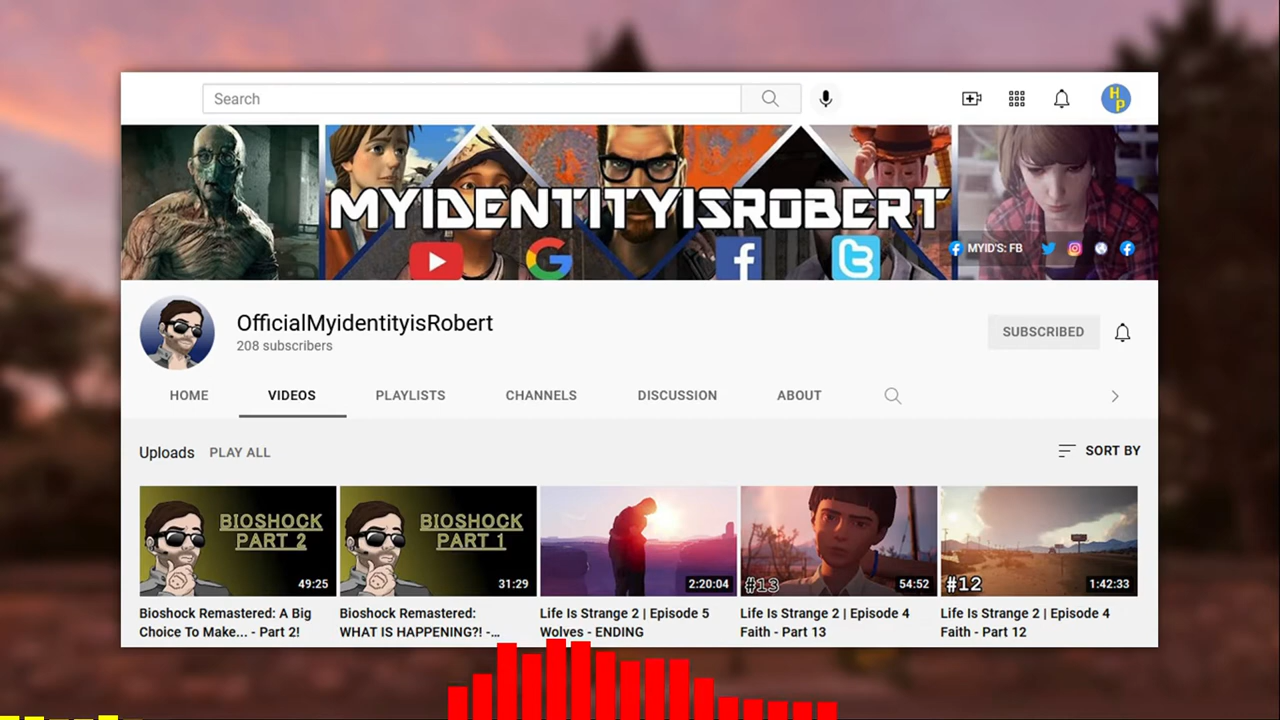 Search
H
P
MYIDENTITYISROBERT
MYID'S: FB
OfficialMyidentityisRobert
208 subscribers
SUBSCRIBED
HOME VIDEOS PLAYLISTS CHANNELS DISCUSSION ABOUT
Uploads PLAY ALL
SORT BY
BIOSHOCK
PART 2
49:25
BIOSHOCK
PART 1
31:29
2:20:04
#13
54:52
#12
1:42:33
Bioshock Remastered: A Big
Choice To Make... - Part 2!
Bioshock Remastered:
WHAT IS HAPPENING?! -...
Life Is Strange 2 | Episode 5
Wolves - ENDING
Life Is Strange 2 | Episode 4
Faith - Part 13
Life Is Strange 2 | Episode 4
Faith - Part 12